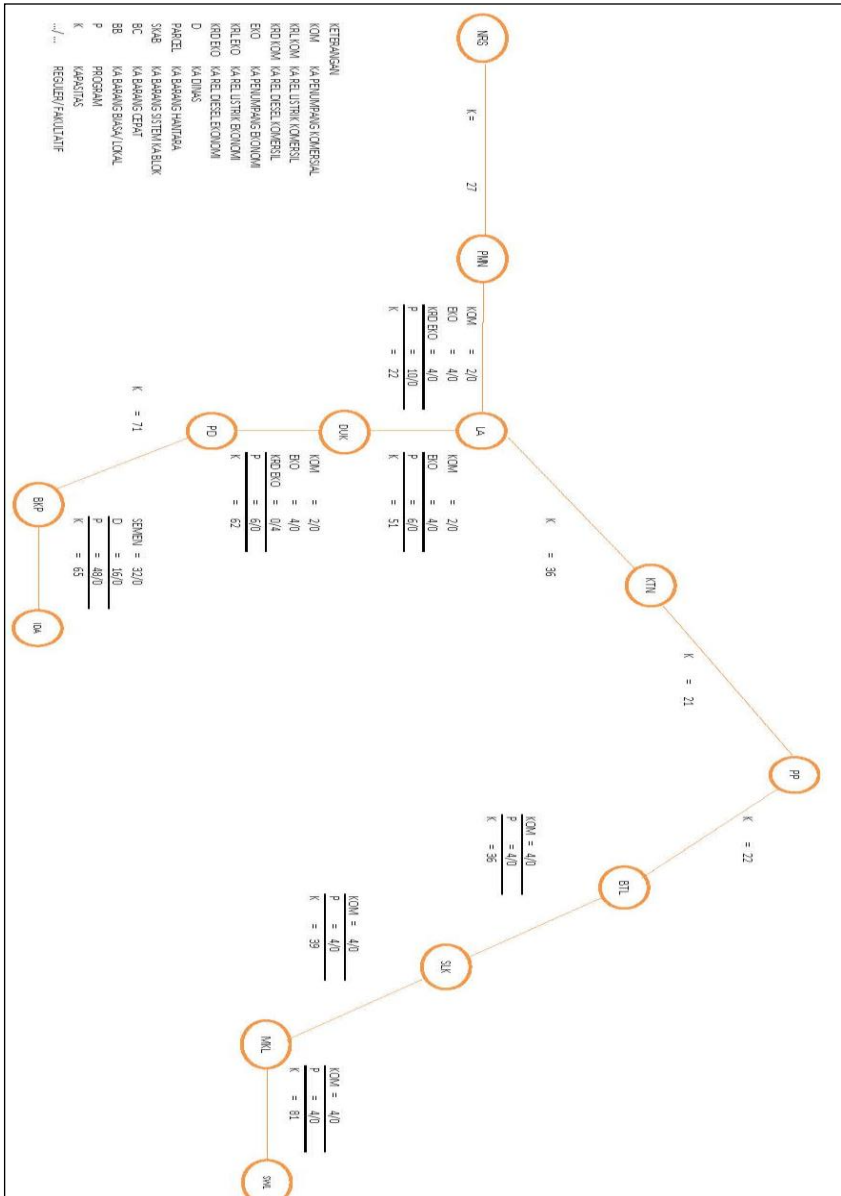 PP
K = 22
K = 21
KTN
BTL
K = 36
KOM = 4/0
P = 4/0
K = 36
NRS
K = 27
PMN
LA
KOM = 2/0
EKO = 4/0
KRD EKO = 4/0
P = 10/0
K = 22
KOM = 2/0
EKO = 4/0
P = 6/0
K = 51
SLK
KOM = 4/0
P = 4/0
K = 39
DUK
KOM = 2/0
EKO = 4/0
KRD EKO = 0/4
P = 6/0
K = 62
KOM = 4/0
P = 4/0
K = 81
MKL
SWL
PD
K = 71
SEMEN = 32/0
D = 16/0
P = 48/0
K = 65
BKP
IDA
KETERANGAN
KOM KA PENUMPANG KOMERSIAL
KRL KOM KA REL LISTRIK KOMERSIL
KRD KOM KA REL DIESEL KOMERSIL
EKO KA PENUMPANG EKONOMI
KRL EKO KA REL LISTRIK EKONOMI
KRD EKO KA REL DIESEL EKONOMI
D KA DINAS
PARCEL KA BARANG HANTARA
SKAB KA BARANG SISTEM KA BLOK
BC KA BARANG CEPAT
BB KA BARANG BIASA/ LOKAL
P PROGRAM
K KAPASITAS
.../ ... REGULER/ FAKULTATIF